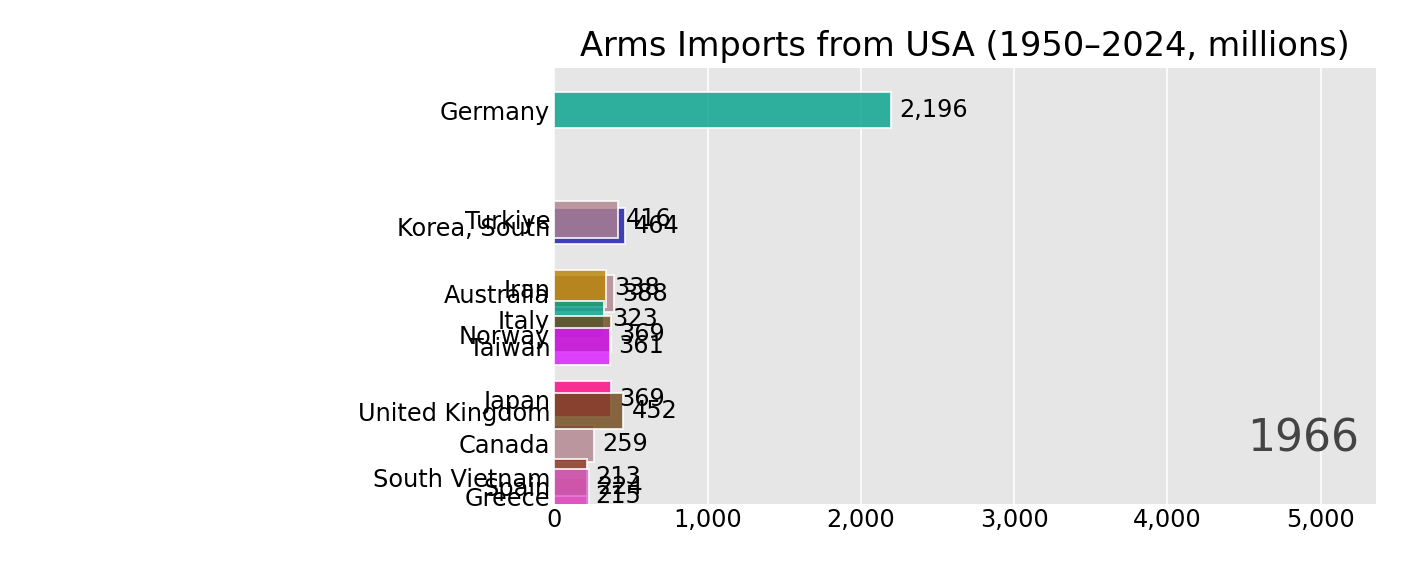 Arms Imports from USA (1950–2024, millions)
Germany 2,196
Turkiye 416
Korea, South 464
Iran 338
Australia 388
Italy 323
Norway 369
Taiwan 361
Japan 369
United Kingdom 452
Canada 259
1966
South Vietnam 213
Spain 224
Greece 215
0 1,000 2,000 3,000 4,000 5,000